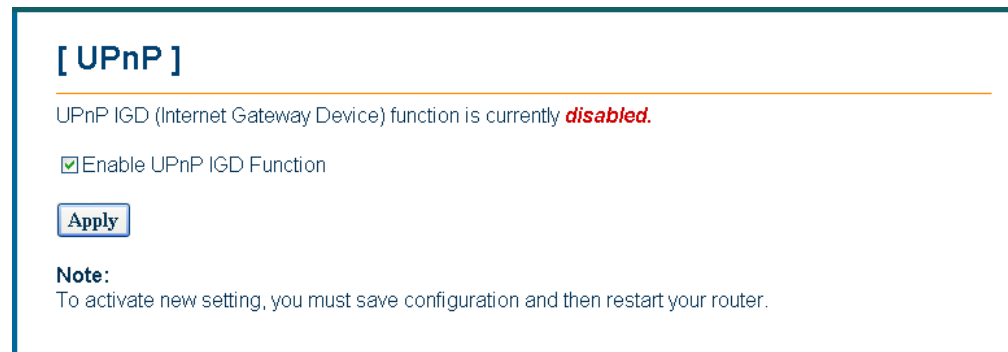 [ UPnP ]
UPnP IGD (Internet Gateway Device) function is currently disabled.
Enable UPnP IGD Function
Apply
Note:
To activate new setting, you must save configuration and then restart your router.